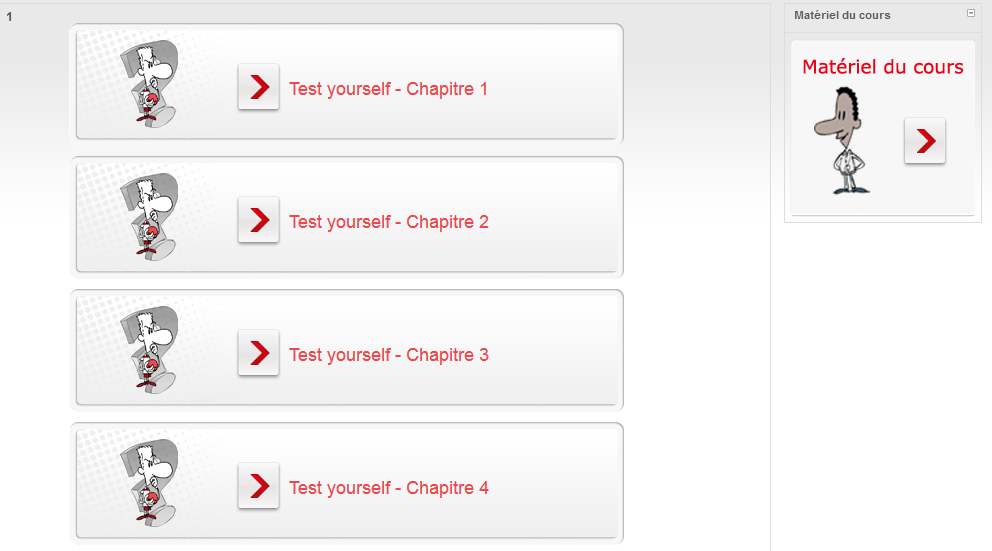 1
Test yourself - Chapitre 1
Test yourself - Chapitre 2
Test yourself - Chapitre 3
Test yourself - Chapitre 4
Matériel du cours
Matériel du cours